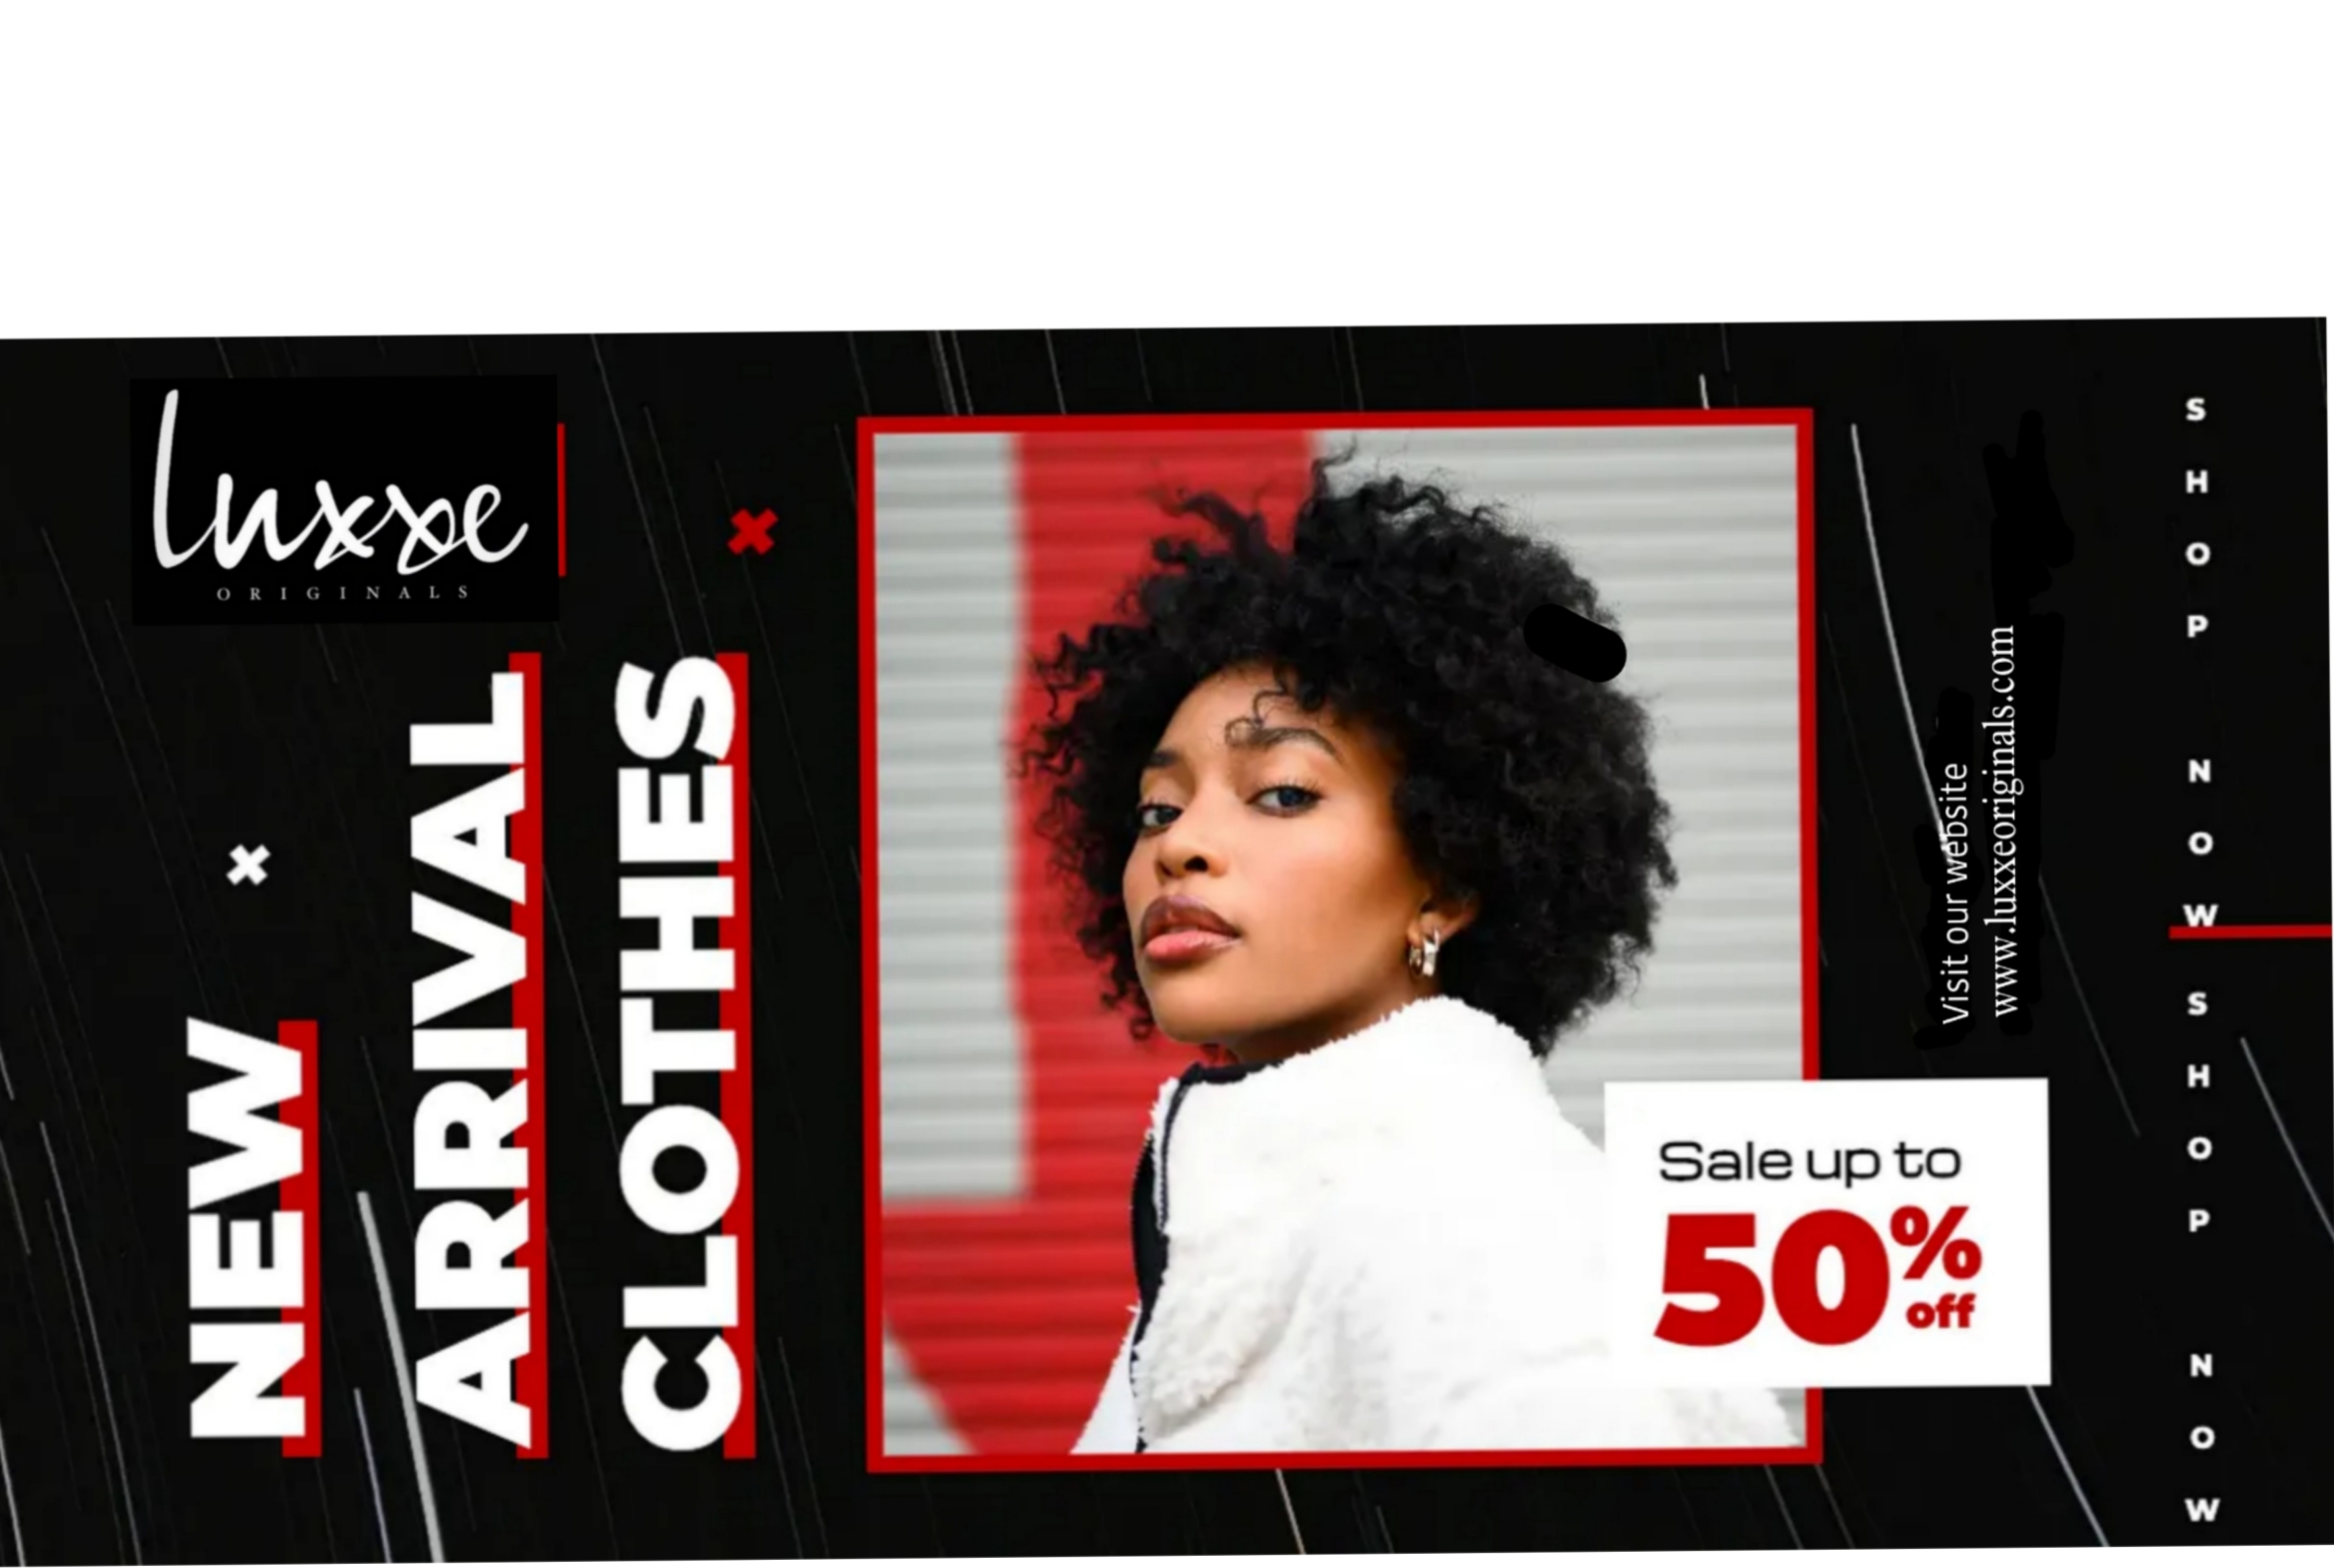 luxxe
ORIGINALS
NEW
ARRIVAL
CLOTHES
Sale up to
50%
off
Visit our website
www.luxxeoriginals.com
SHOP NOW
SHOP NOW